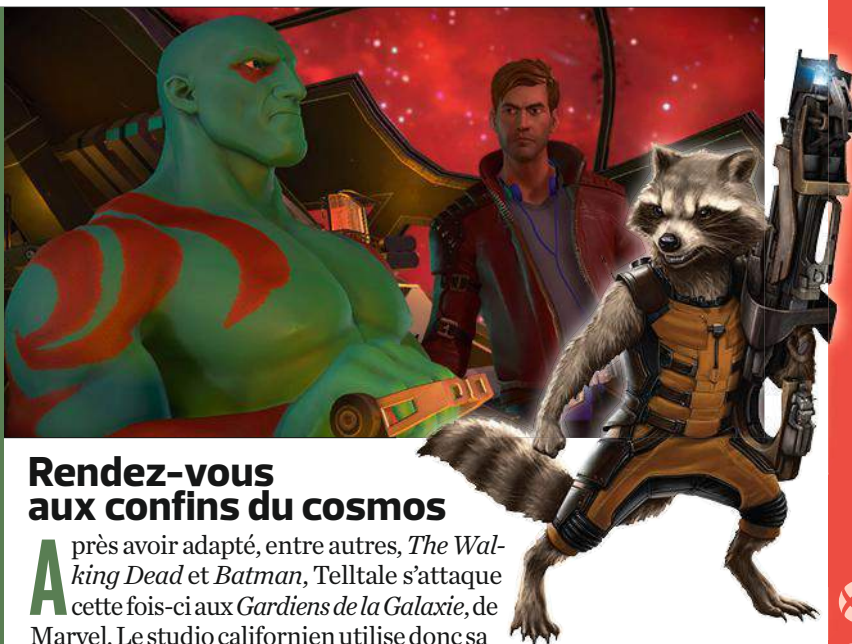 Rendez-vous
aux confins du cosmos
Après avoir adapté, entre autres, The Wal-
king Dead et Batman, Telltale s’attaque
cette fois-ci aux Gardiens de la Galaxie, de
Marvel. Le studio californien utilise donc sa